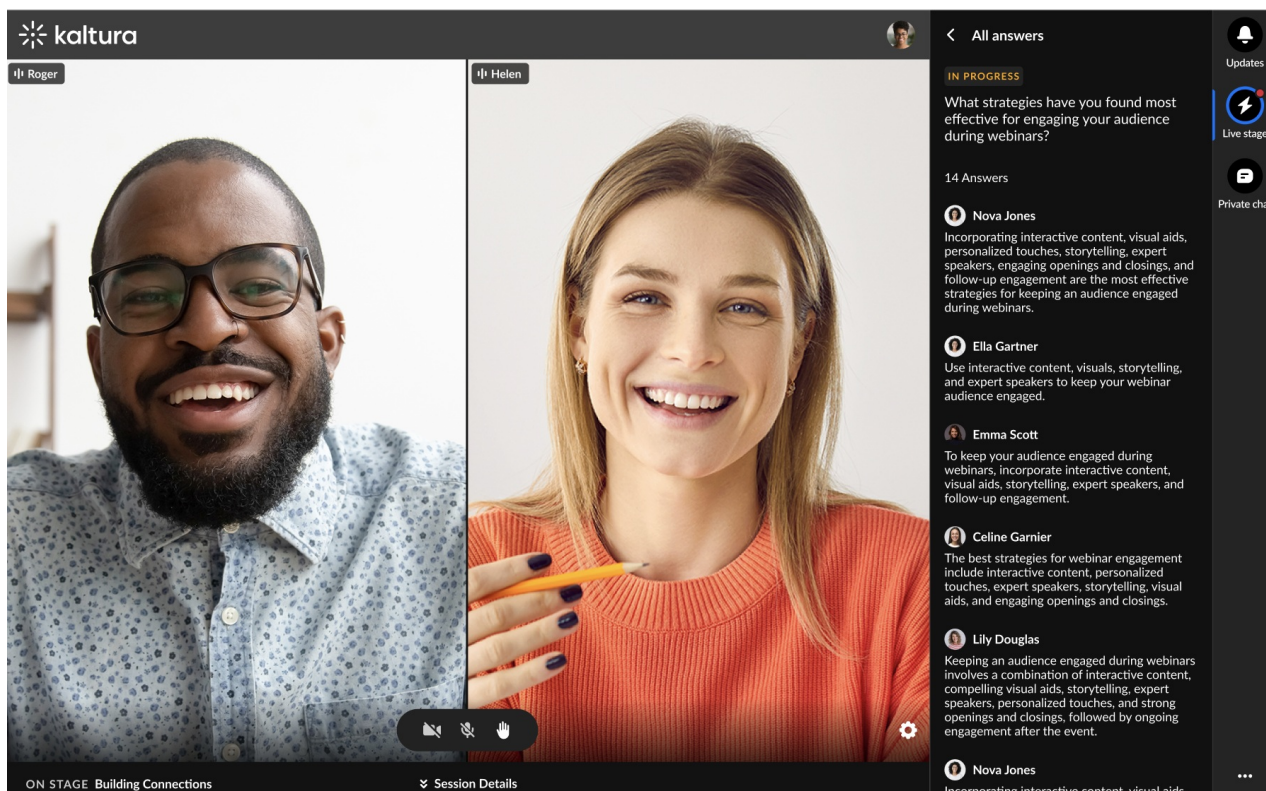 kaltura
Roger
Helen
ON STAGE Building Connections
Session Details
All answers
IN PROGRESS
What strategies have you found most
effective for engaging your audience
during webinars?
14 Answers
Nova Jones
Incorporating interactive content, visual aids,
personalized touches, storytelling, expert
speakers, engaging openings and closings, and
follow-up engagement are the most effective
strategies for keeping an audience engaged
during webinars.
Ella Gartner
Use interactive content, visuals, storytelling,
and expert speakers to keep your webinar
audience engaged.
Emma Scott
To keep your audience engaged during
webinars, incorporate interactive content,
visual aids, storytelling, expert speakers, and
follow-up engagement.
Celine Garnier
The best strategies for webinar engagement
include interactive content, personalized
touches, expert speakers, storytelling, visual
aids, and engaging openings and closings.
Lily Douglas
Keeping an audience engaged during webinars
involves a combination of interactive content,
compelling visual aids, storytelling, expert
speakers, personalized touches, and strong
openings and closings, followed by ongoing
engagement after the event.
Nova Jones
Incorporating interactive content, visual aids,
Updates
Live stage
Private cha